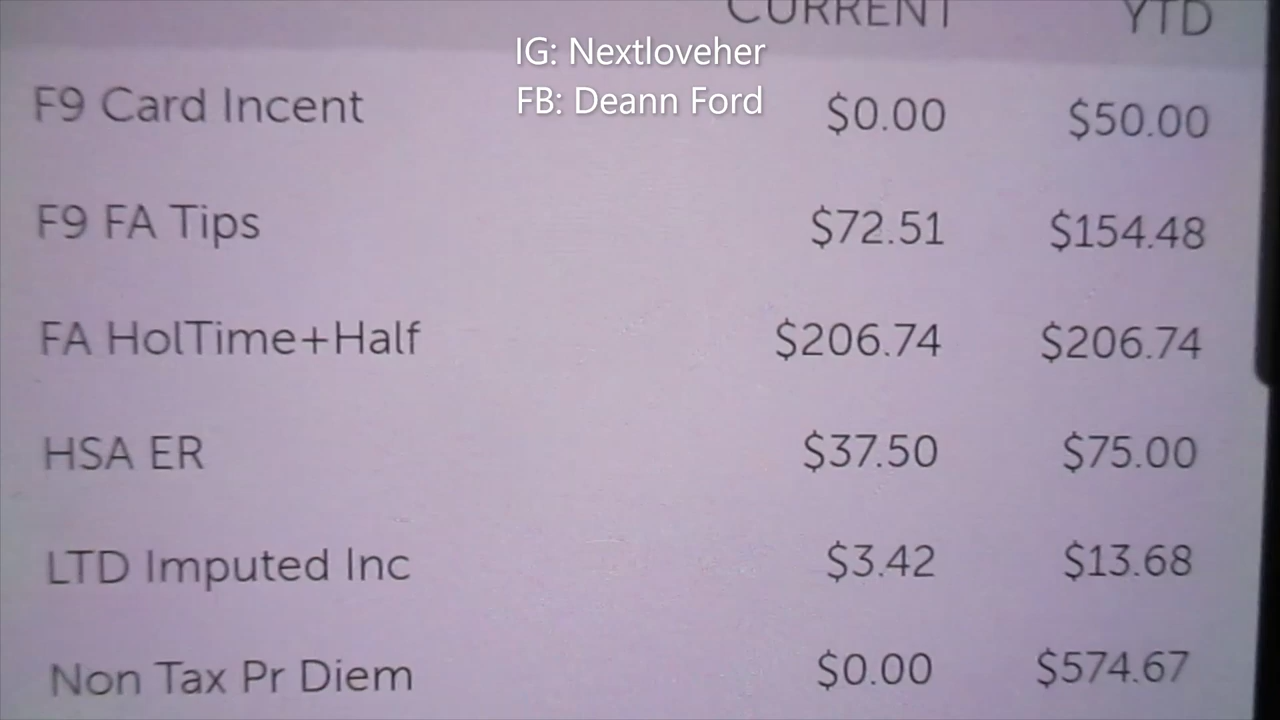 CURRENT YTD
IG: Nextloveher
FB: Deann Ford
F9 Card Incent $0.00 $50.00
F9 FA Tips $72.51 $154.48
FA HolTime+Half $206.74 $206.74
HSA ER $37.50 $75.00
LTD Imputed Inc $3.42 $13.68
Non Tax Pr Diem $0.00 $574.67